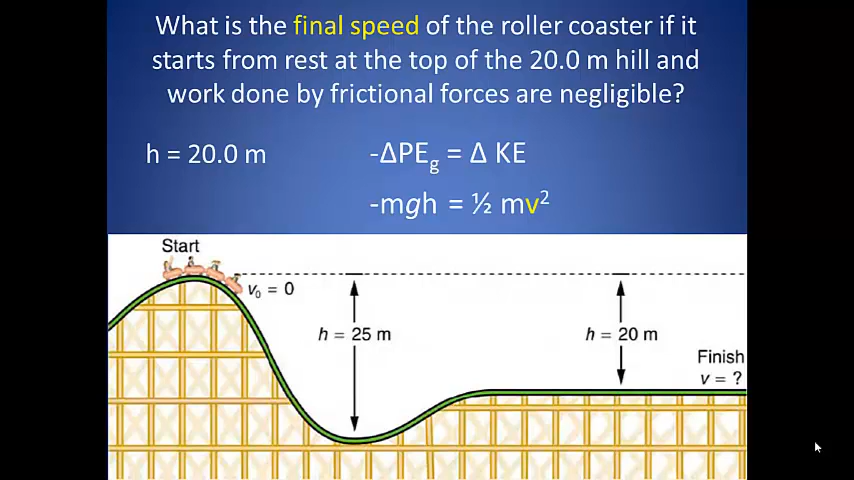 What is the final speed of the roller coaster if it
starts from rest at the top of the 20.0 m hill and
work done by frictional forces are negligible?
h = 20.0 m
-ΔPEg = Δ KE
-mgh = ½ mv²
Start
v₀ = 0
h = 25 m
h = 20 m
Finish
v = ?